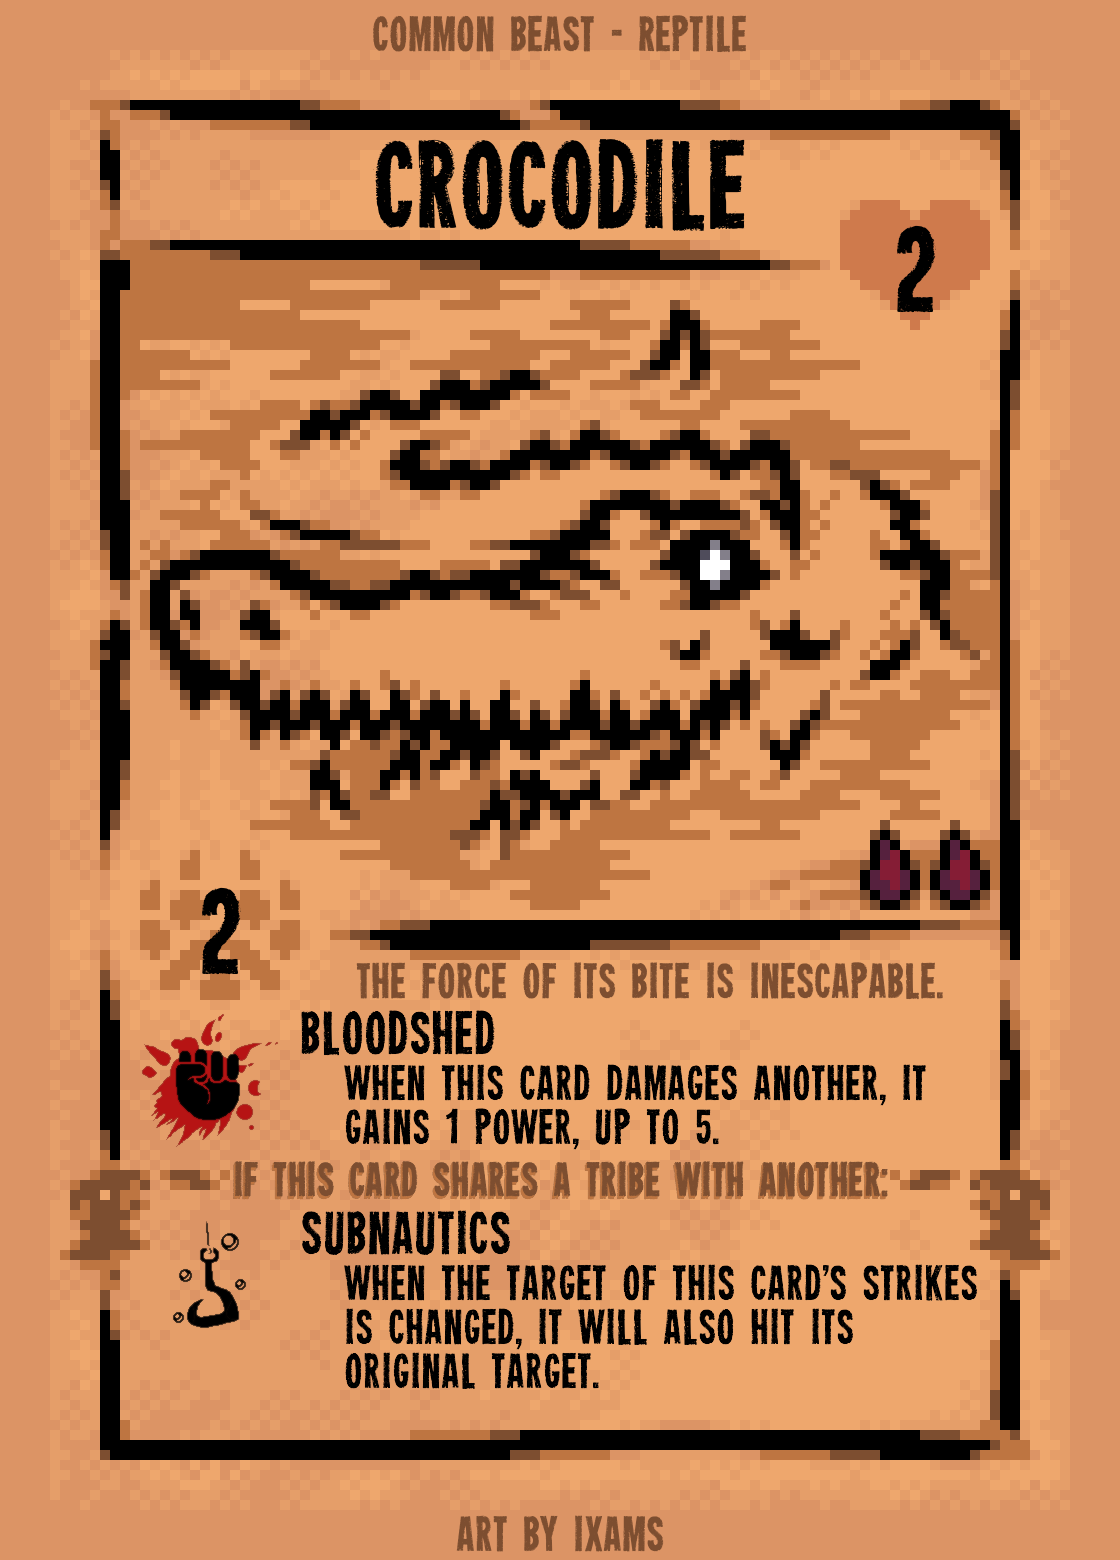 COMMON BEAST - REPTILE
CROCODILE
2
2
THE FORCE OF ITS BITE IS INESCAPABLE.
BLOODSHED
WHEN THIS CARD DAMAGES ANOTHER, IT
GAINS 1 POWER, UP TO 5.
IF THIS CARD SHARES A TRIBE WITH ANOTHER:
SUBNAUTICS
WHEN THE TARGET OF THIS CARD'S STRIKES
IS CHANGED, IT WILL ALSO HIT ITS
ORIGINAL TARGET.
ART BY IXAMS